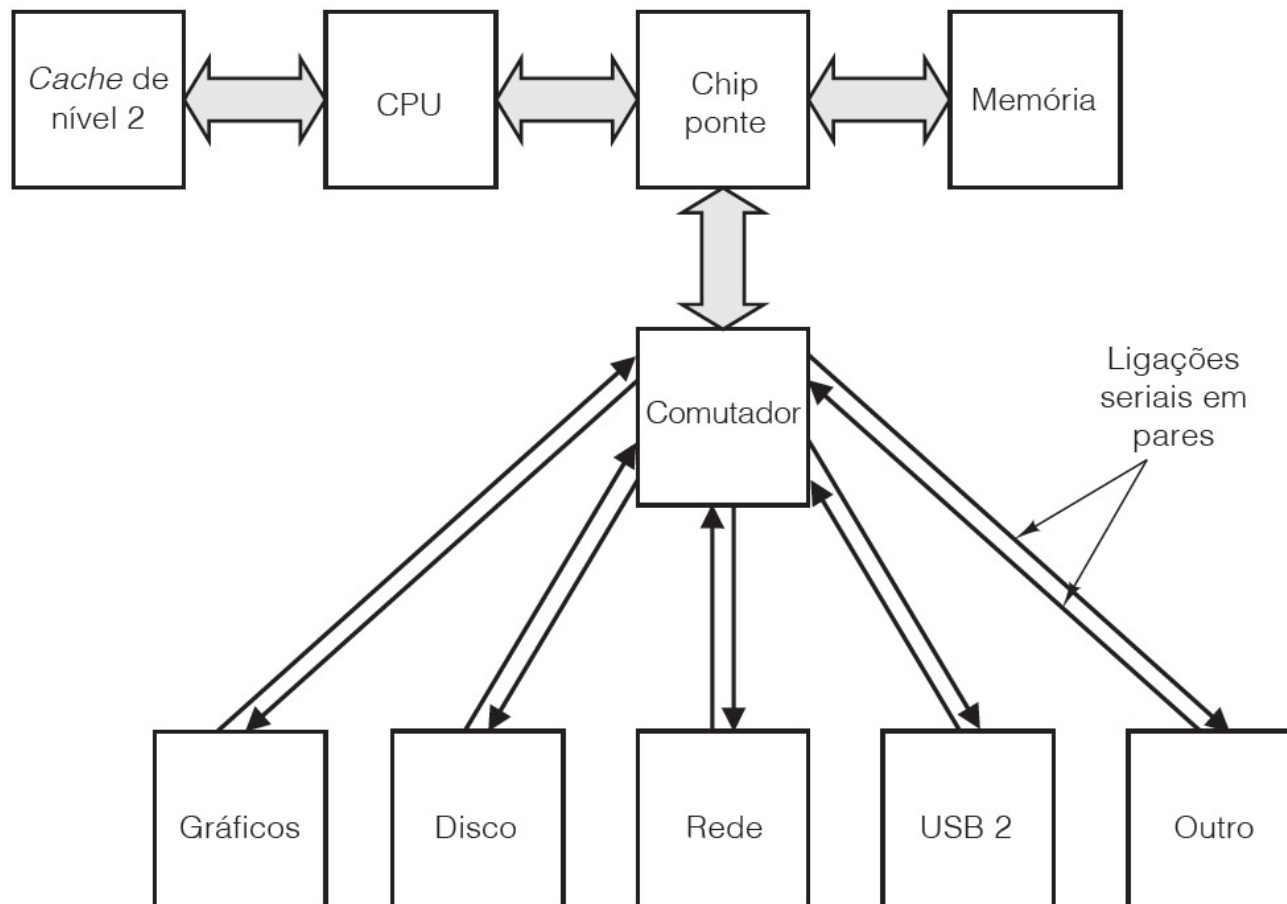 Cache de
nível 2
CPU
Chip
ponte
Memória
Comutador
Ligações
seriais em
pares
Gráficos
Disco
Rede
USB 2
Outro